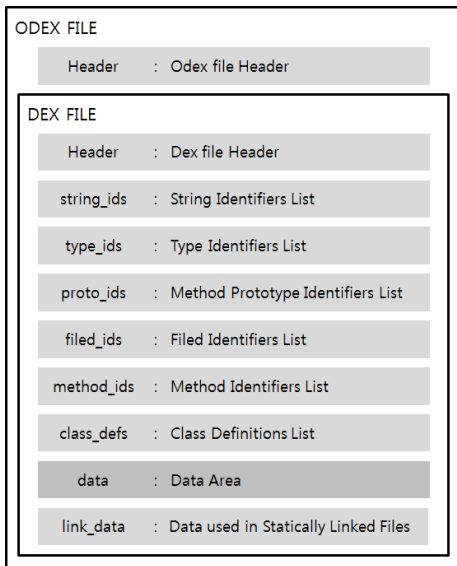 ODEX FILE
Header : Odex file Header
DEX FILE
Header : Dex file Header
string_ids : String Identifiers List
type_ids : Type Identifiers List
proto_ids : Method Prototype Identifiers List
filed_ids : Filed Identifiers List
method_ids : Method Identifiers List
class_defs : Class Definitions List
data : Data Area
link_data : Data used in Statically Linked Files